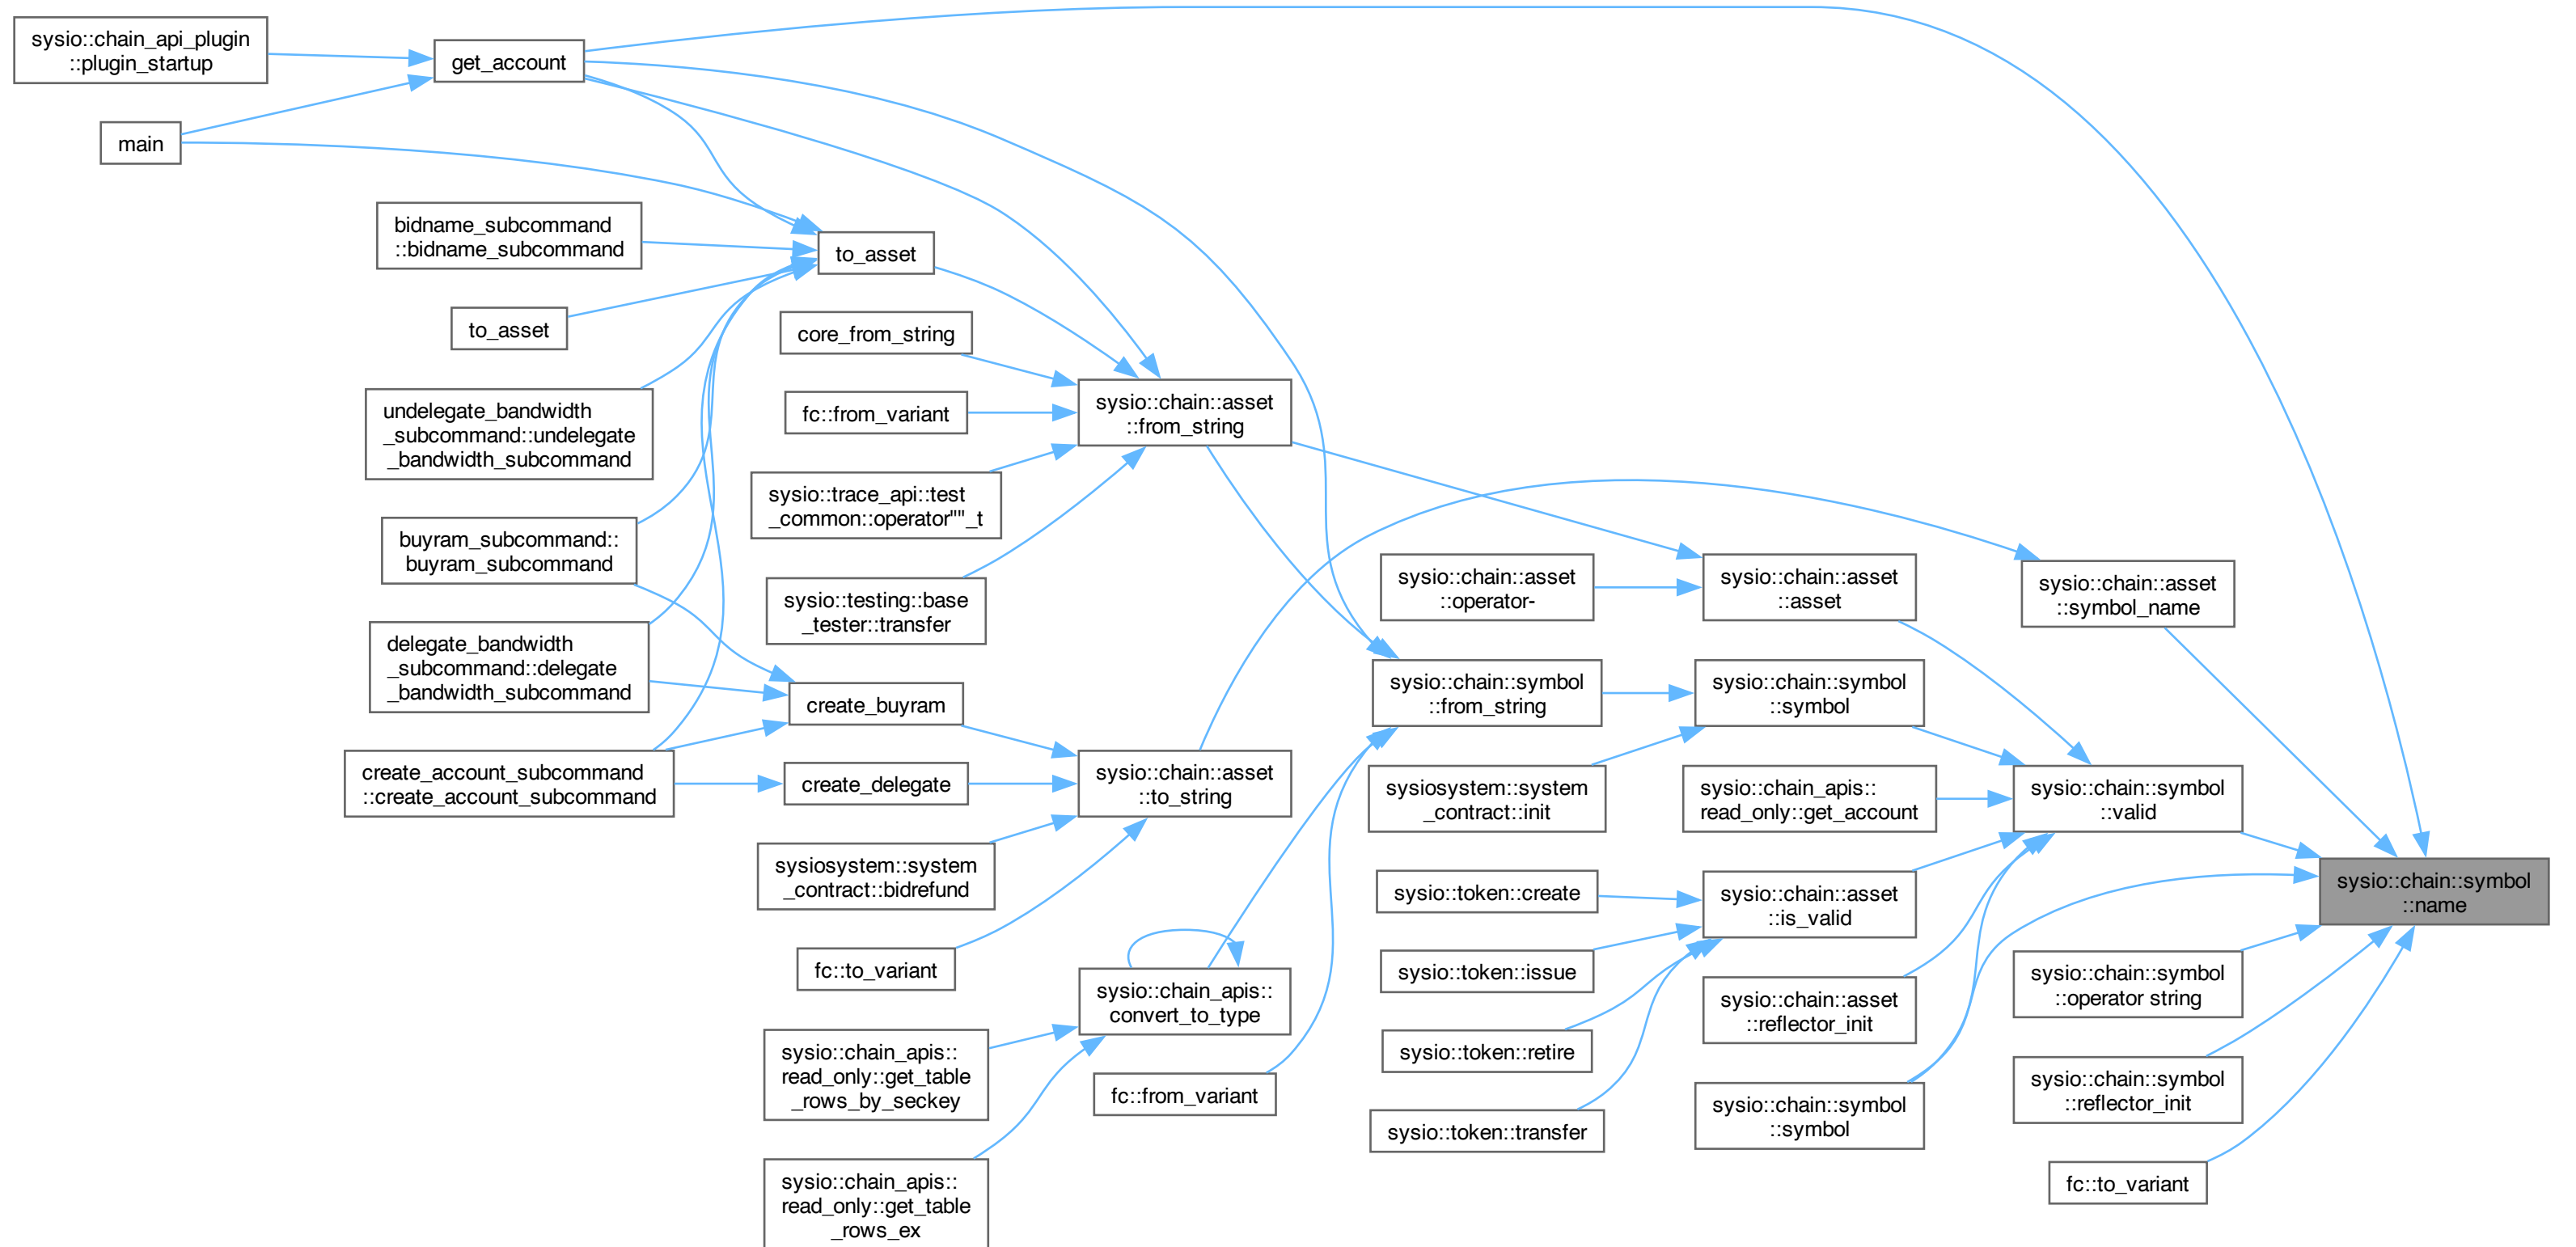 sysio::chain_api_plugin
::plugin_startup
get_account
main
bidname_subcommand
::bidname_subcommand
to_asset
to_asset
undelegate_bandwidth
_subcommand::undelegate
_bandwidth_subcommand
buyram_subcommand::
buyram_subcommand
delegate_bandwidth
_subcommand::delegate
_bandwidth_subcommand
create_account_subcommand
::create_account_subcommand
core_from_string
fc::from_variant
sysio::trace_api::test
_common::operator""_t
sysio::testing::base
_tester::transfer
create_buyram
create_delegate
sysiosystem::system
_contract::bidrefund
fc::to_variant
sysio::chain_apis::
read_only::get_table
_rows_by_seckey
sysio::chain_apis::
read_only::get_table
_rows_ex
sysio::chain::asset
::from_string
sysio::chain::asset
::to_string
sysio::chain_apis::
convert_to_type
fc::from_variant
sysio::chain::asset
::operator-
sysio::chain::symbol
::from_string
sysiosystem::system
_contract::init
sysio::token::create
sysio::token::issue
sysio::token::retire
sysio::token::transfer
sysio::chain::asset
::asset
sysio::chain::symbol
::symbol
sysio::chain_apis::
read_only::get_account
sysio::chain::asset
::is_valid
sysio::chain::asset
::reflector_init
sysio::chain::symbol
::symbol
sysio::chain::asset
::symbol_name
sysio::chain::symbol
::valid
sysio::chain::symbol
::operator string
sysio::chain::symbol
::reflector_init
fc::to_variant
sysio::chain::symbol
::name